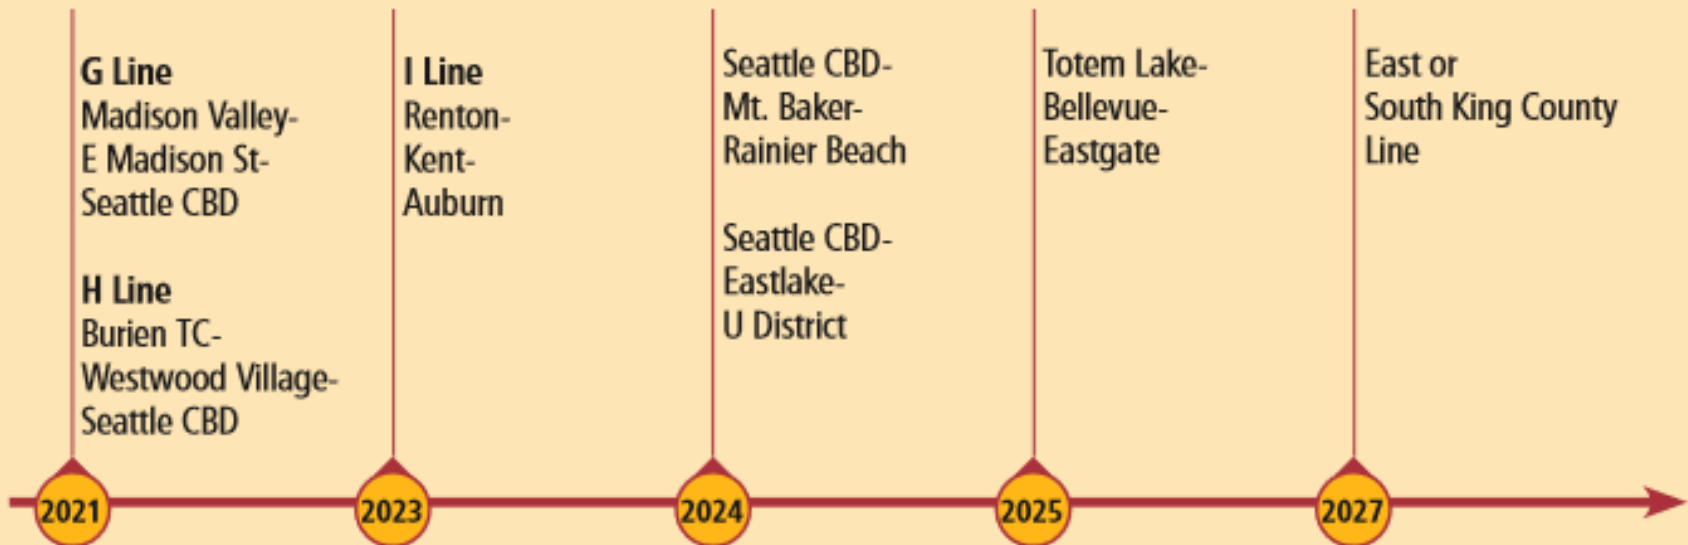 G Line
Madison Valley-
E Madison St-
Seattle CBD
H Line
Burien TC-
Westwood Village-
Seattle CBD
I Line
Renton-
Kent-
Auburn
Seattle CBD-
Mt. Baker-
Rainier Beach
Seattle CBD-
Eastlake-
U District
Totem Lake-
Bellevue-
Eastgate
East or
South King County
Line
2021
2023
2024
2025
2027